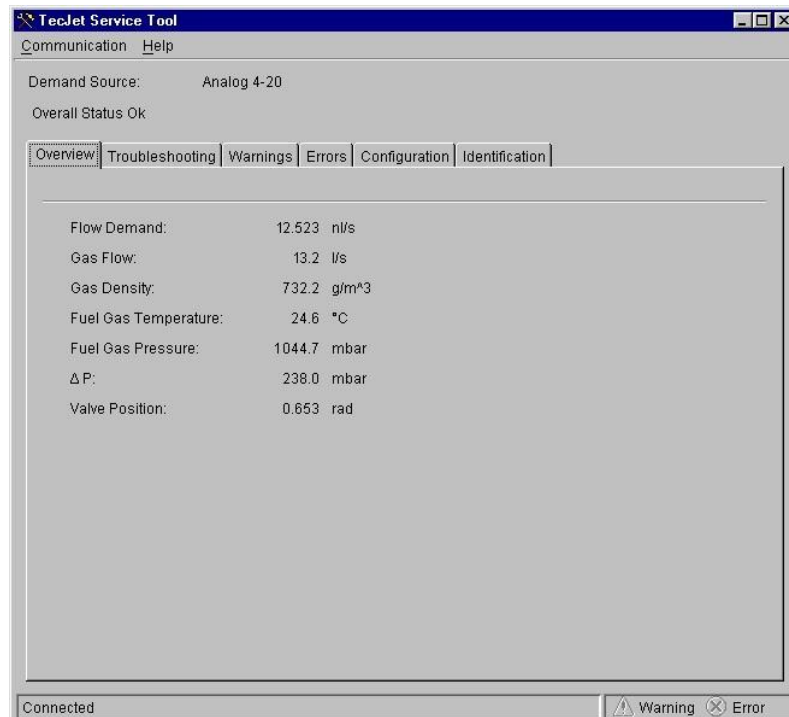 TecJet Service Tool
Communication Help
Demand Source: Analog 4-20
Overall Status Ok
Overview Troubleshooting Warnings Errors Configuration Identification
Flow Demand: 12.523 nl/s
Gas Flow: 13.2 l/s
Gas Density: 732.2 g/m^3
Fuel Gas Temperature: 24.6 °C
Fuel Gas Pressure: 1044.7 mbar
Δ P: 238.0 mbar
Valve Position: 0.653 rad
Connected Warning Error